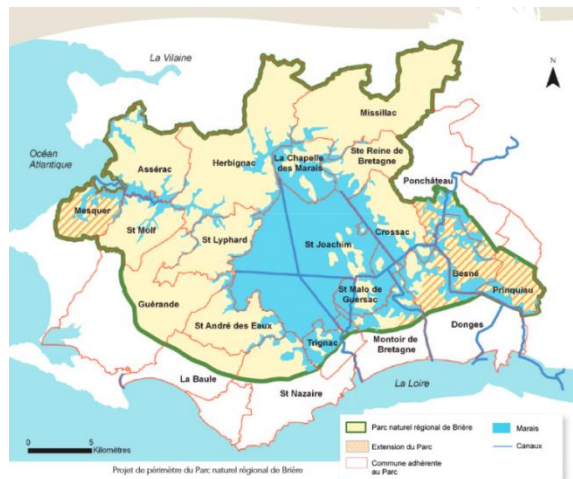 La Vilaine
N
Missillac
Océan
Atlantique
Herbignac
La Chapelle
des Marais
Ste Reine de
Bretagne
Assérac
Ponchâteau
Mesquer
St Molf
St Lyphard
Crossac
St Joachim
Besné
Prinquiau
St Malo de
Guersac
Guérande
St André des Eaux
Trignac
Montoir de
Bretagne
Donges
La Baule
St Nazaire
La Loire
0 5
Kilomètres
Parc naturel régional de Brière
Extension du Parc
Commune adhérente
au Parc
Marais
Canaux
Projet de périmètre du Parc naturel régional de Brière